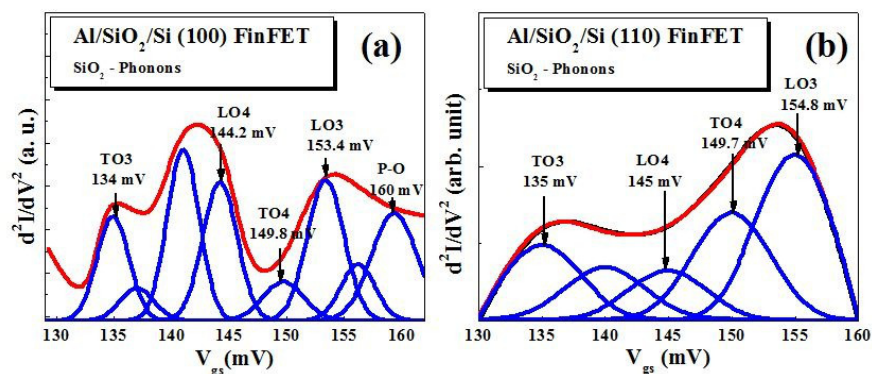 Al/SiO2/Si (100) FinFET
SiO2 - Phonons
(a)
d2I/dV2 (a. u.)
TO3
134 mV
LO4
144.2 mV
TO4
149.8 mV
LO3
153.4 mV
P-O
160 mV
130 135 140 145 150 155 160
Vgs(mV)
Al/SiO2/Si (110) FinFET
SiO2 - Phonons
(b)
d2I/dV2 (arb. unit)
TO3
135 mV
LO4
145 mV
TO4
149.7 mV
LO3
154.8 mV
130 135 140 145 150 155 160
Vgs(mV)